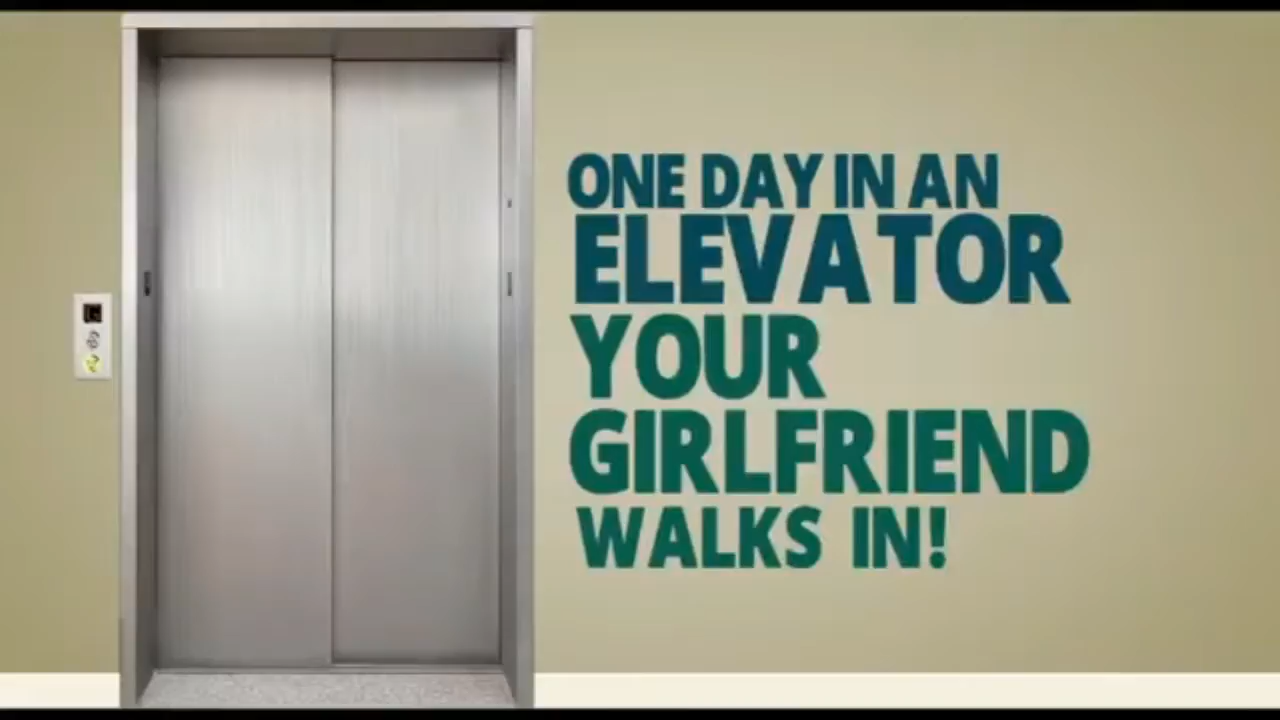 ONE DAY IN AN
ELEVATOR
YOUR
GIRLFRIEND
WALKS IN!